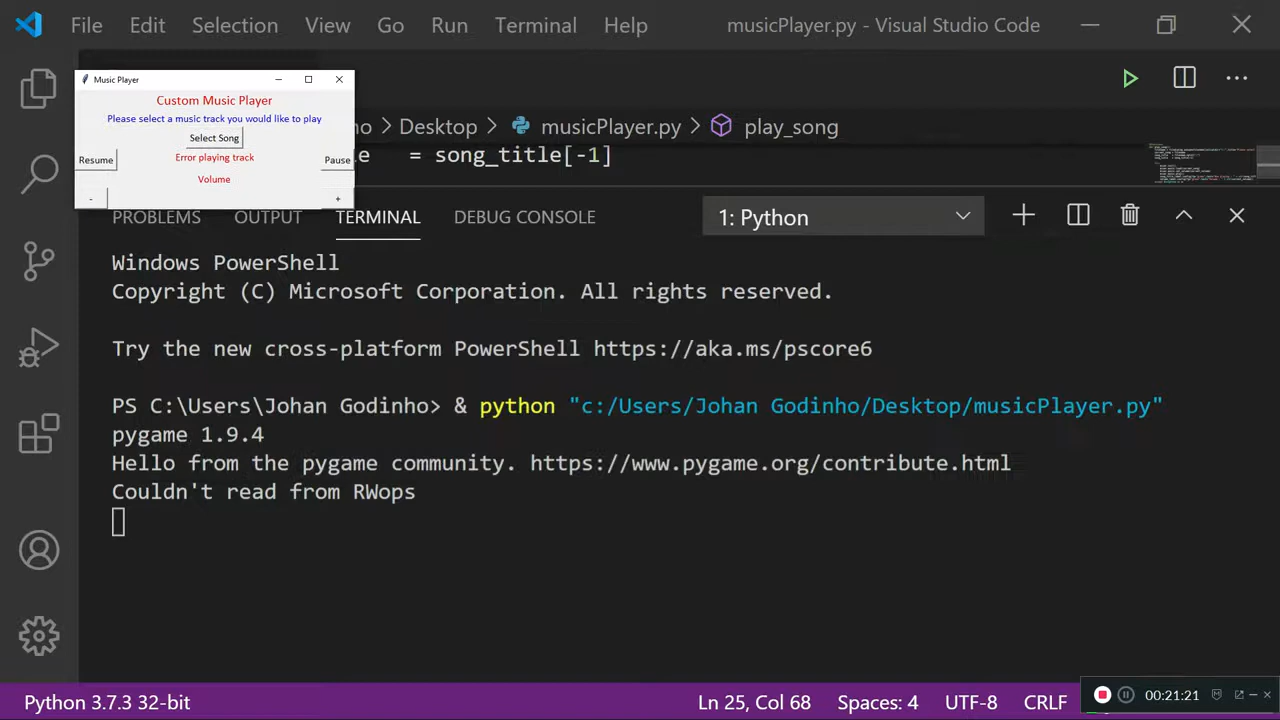 File Edit Selection View Go Run Terminal Help musicPlayer.py - Visual Studio Code
Music Player
Custom Music Player
Please select a music track you would like to play
Select Song
Resume Error playing track Pause
Volume
- +
ho > Desktop > musicPlayer.py > play_song
e = song_title[-1]
PROBLEMS OUTPUT TERMINAL DEBUG CONSOLE 1: Python
Windows PowerShell
Copyright (C) Microsoft Corporation. All rights reserved.
Try the new cross-platform PowerShell https://aka.ms/pscore6
PS C:\Users\Johan Godinho> & python "c:/Users/Johan Godinho/Desktop/musicPlayer.py"
pygame 1.9.4
Hello from the pygame community. https://www.pygame.org/contribute.html
Couldn't read from RWops
Python 3.7.3 32-bit Ln 25, Col 68 Spaces: 4 UTF-8 CRLF 00:21:21